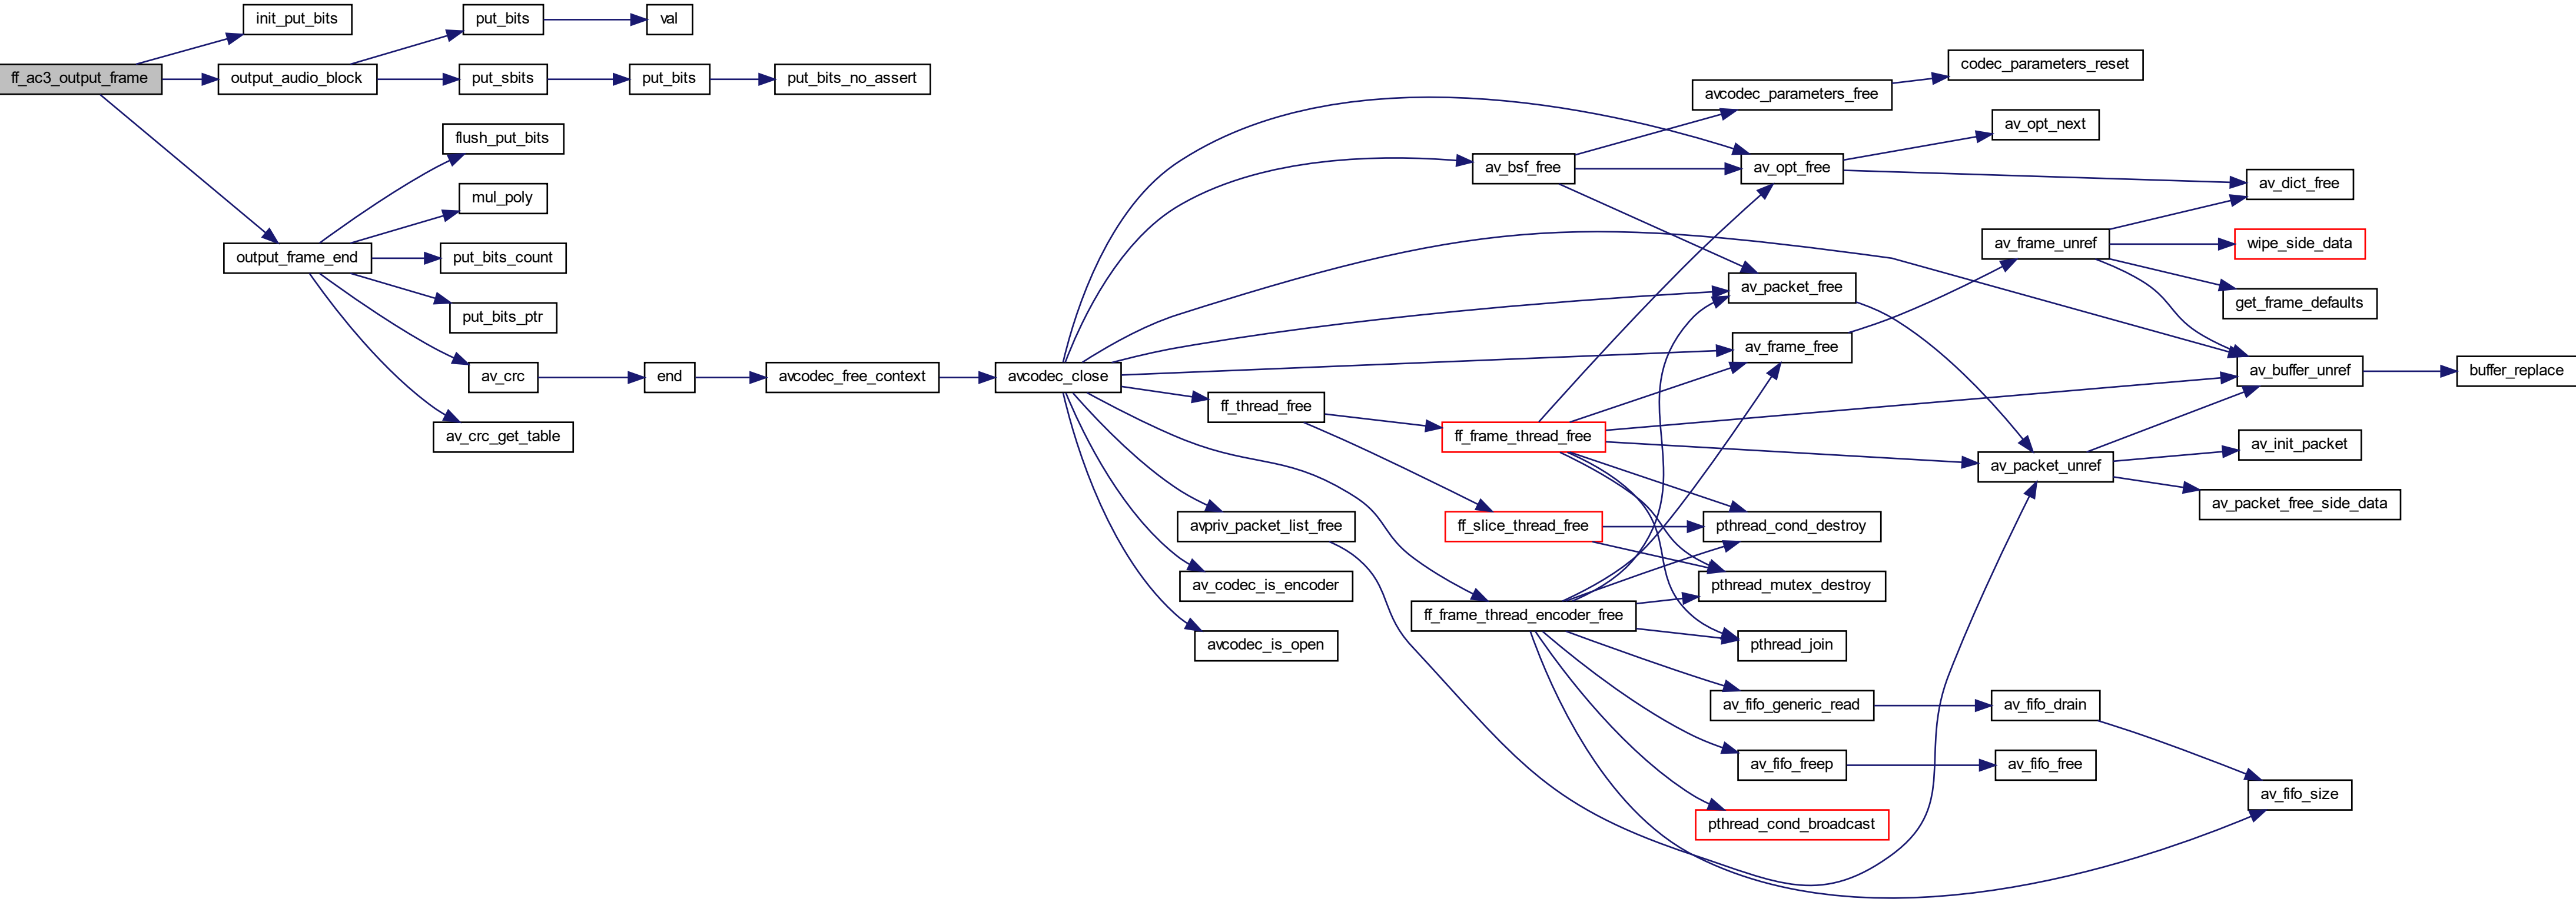 ff_ac3_output_frame
init_put_bits
output_audio_block
put_bits
val
put_sbits
put_bits
put_bits_no_assert
output_frame_end
flush_put_bits
mul_poly
put_bits_count
put_bits_ptr
av_crc
av_crc_get_table
end
avcodec_free_context
avcodec_close
ff_thread_free
avpriv_packet_list_free
av_codec_is_encoder
avcodec_is_open
av_bsf_free
ff_frame_thread_free
ff_slice_thread_free
ff_frame_thread_encoder_free
avcodec_parameters_free
av_opt_free
av_packet_free
av_frame_free
pthread_cond_destroy
pthread_mutex_destroy
pthread_join
av_fifo_generic_read
av_fifo_freep
pthread_cond_broadcast
codec_parameters_reset
av_opt_next
av_frame_unref
av_packet_unref
av_fifo_drain
av_fifo_free
av_dict_free
wipe_side_data
get_frame_defaults
av_buffer_unref
av_init_packet
av_packet_free_side_data
av_fifo_size
buffer_replace